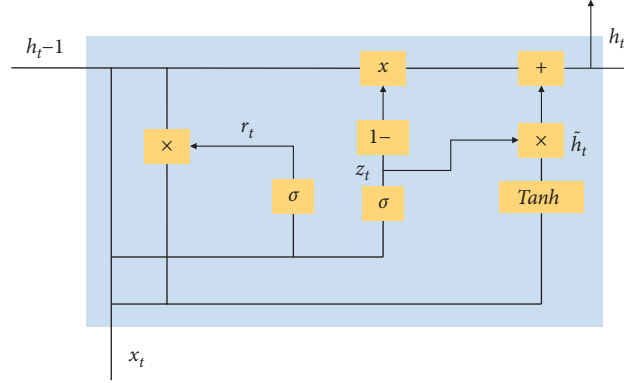 h_t−1
h_t
x
+
r_t
×
1−
×
h̃_t
z_t
σ
σ
Tanh
x_t